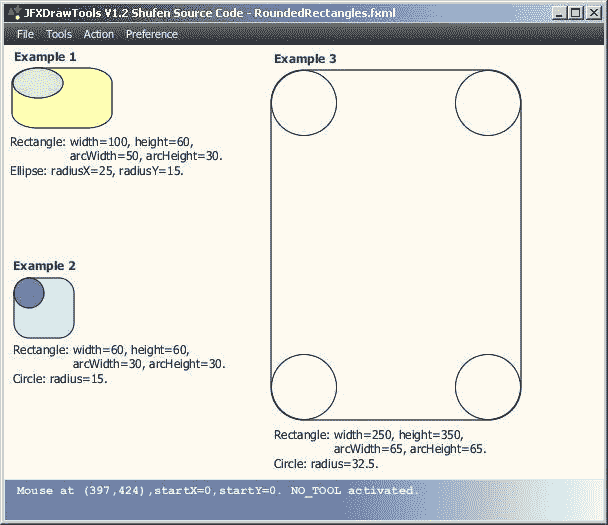 JFXDrawTools V1.2 Shufen Source Code - RoundedRectangles.fxml
File Tools Action Preference
Example 1
Rectangle: width=100, height=60,
arcWidth=50, arcHeight=30.
Ellipse: radiusX=25, radiusY=15.
Example 2
Rectangle: width=60, height=60,
arcWidth=30, arcHeight=30.
Circle: radius=15.
Example 3
Rectangle: width=250, height=350,
arcWidth=65, arcHeight=65.
Circle: radius=32.5.
Mouse at (397,424),startX=0,startY=0. NO_TOOL activated.